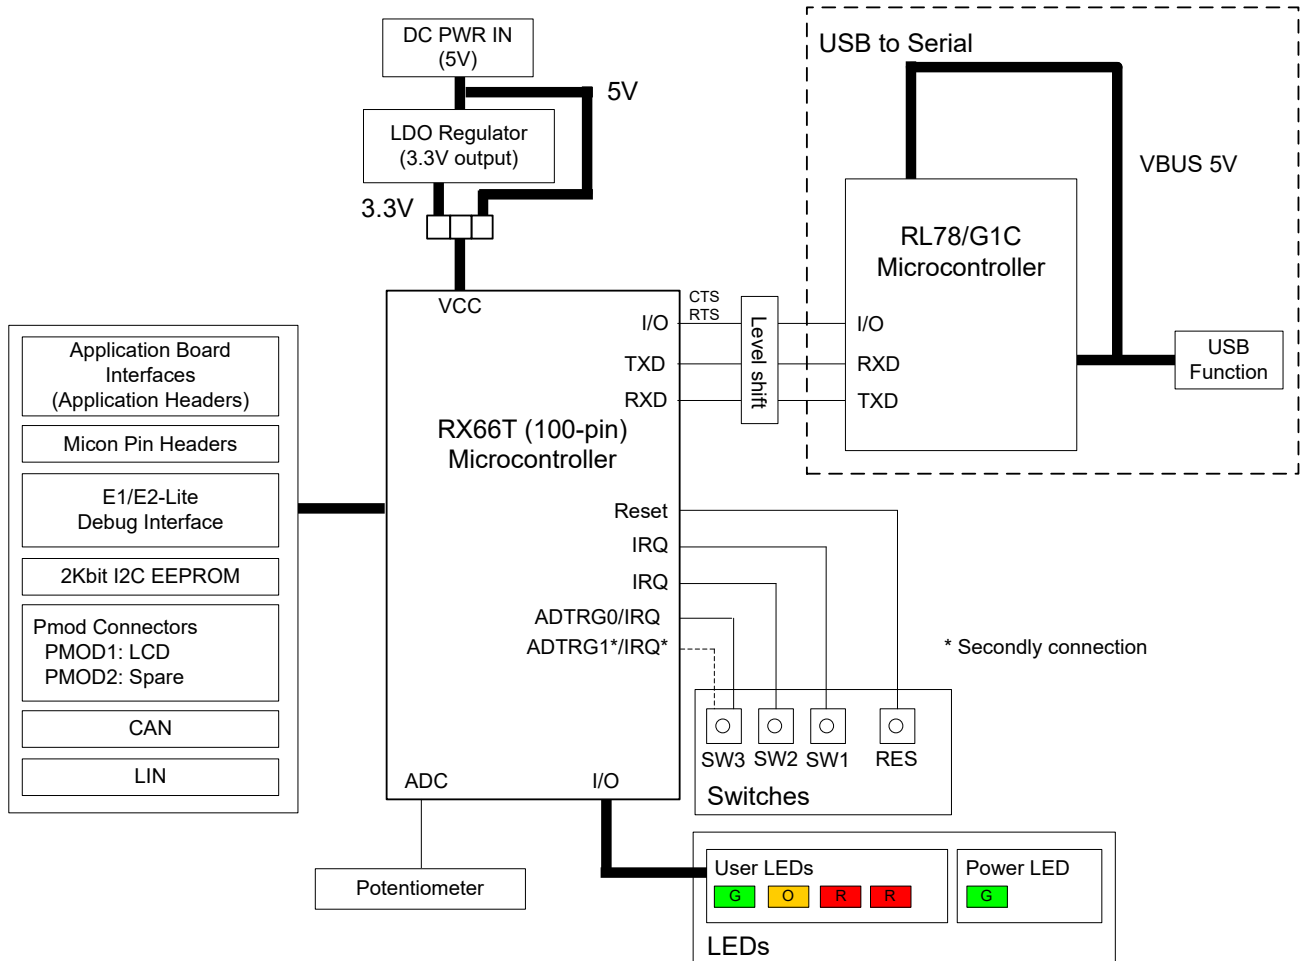 DC PWR IN
(5V)
5V
LDO Regulator
(3.3V output)
3.3V
USB to Serial
VBUS 5V
RL78/G1C
Microcontroller
I/O
RXD
TXD
USB
Function
Level shift
CTS
RTS
VCC
I/O
TXD
RXD
RX66T (100-pin)
Microcontroller
Reset
IRQ
IRQ
ADTRG0/IRQ
ADTRG1*/IRQ*
ADC
I/O
Application Board
Interfaces
(Application Headers)
Micon Pin Headers
E1/E2-Lite
Debug Interface
2Kbit I2C EEPROM
Pmod Connectors
PMOD1: LCD
PMOD2: Spare
CAN
LIN
* Secondly connection
SW3 SW2 SW1 RES
Switches
Potentiometer
User LEDs
G O R R
Power LED
G
LEDs